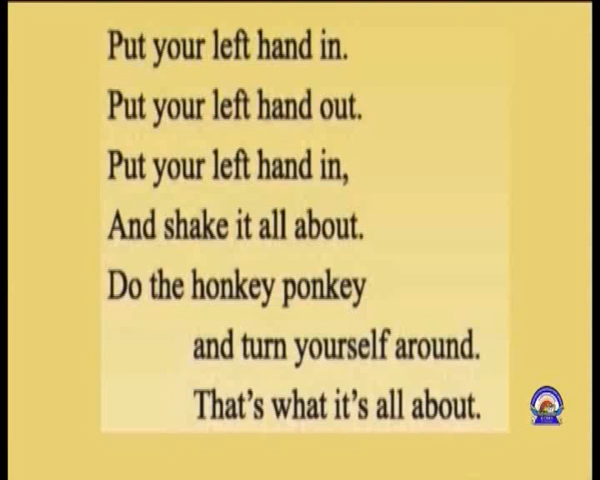 Put your left hand in.
Put your left hand out.
Put your left hand in,
And shake it all about.
Do the honkey ponkey
and turn yourself around.
That's what it's all about.